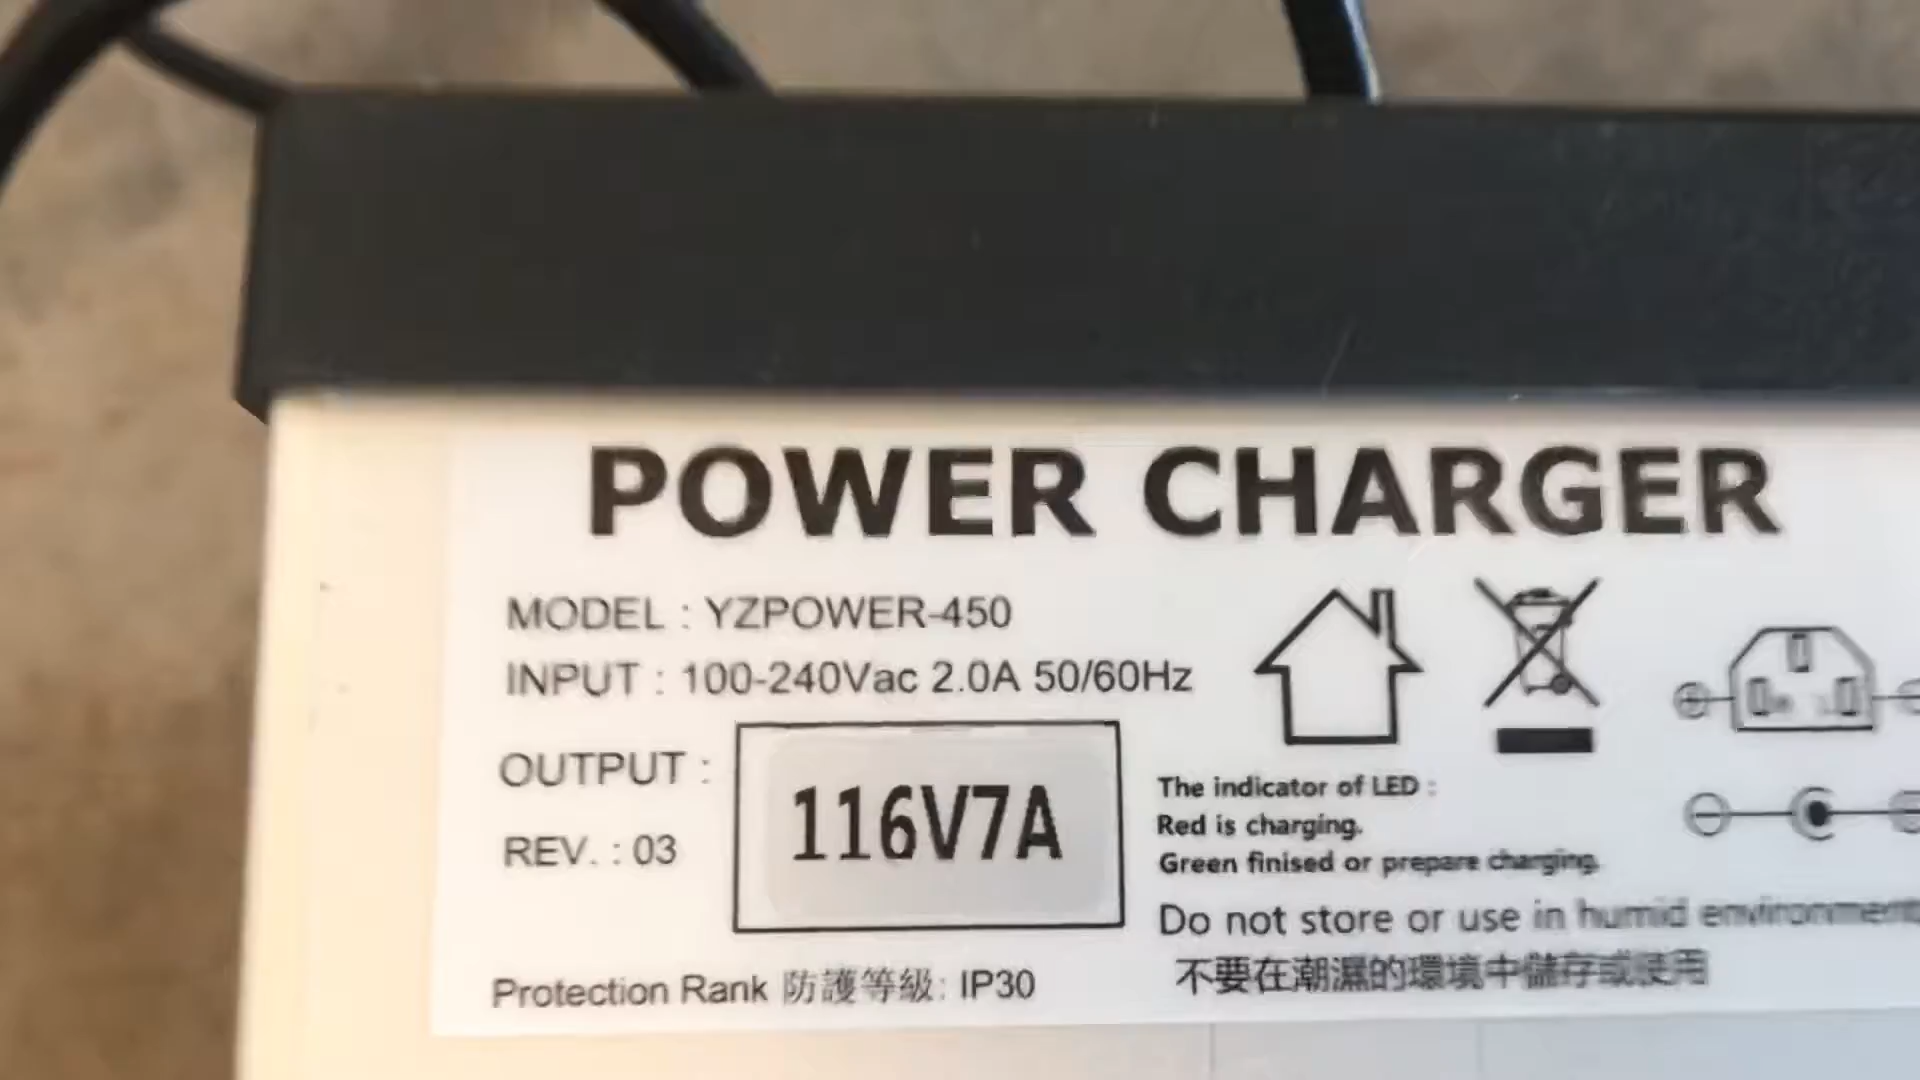 POWER CHARGER
MODEL : YZPOWER-450
INPUT : 100-240Vac 2.0A 50/60Hz
OUTPUT :
116V7A
REV. : 03
The indicator of LED :
Red is charging.
Green finised or prepare charging.
Do not store or use in humid environment
不要在潮濕的環境中儲存或使用
Protection Rank 防護等級: IP30